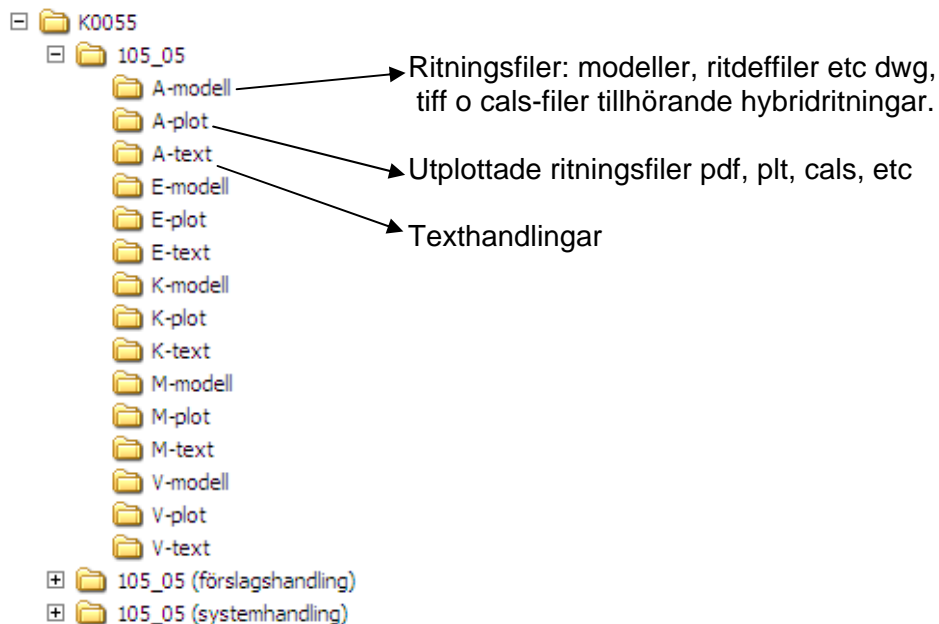 K0055
105_05
A-modell
Ritningsfiler: modeller, ritdeffiler etc dwg,
tiff o cals-filer tillhörande hybridritningar.
A-plot
A-text
Utplottade ritningsfiler pdf, plt, cals, etc
E-modell
E-plot
Texthandlingar
E-text
K-modell
K-plot
K-text
M-modell
M-plot
M-text
V-modell
V-plot
V-text
105_05 (förslagshandling)
105_05 (systemhandling)